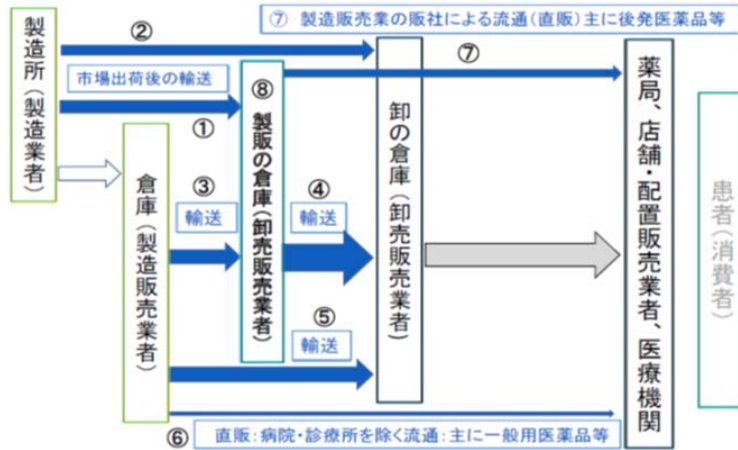 ② ⑦ 製造販売業の販社による流通(直販)主に後発医薬品等
製造所(製造業者)
市場出荷後の輸送
①
⑦
⑧ 製販の倉庫(卸売販売業者)
倉庫(製造販売業者)
③
輸送
④
輸送
⑤
輸送
卸の倉庫(卸売販売業者)
薬局、店舗・配置販売業者、医療機関
患者(消費者)
⑥ 直販:病院・診療所を除く流通:主に一般用医薬品等